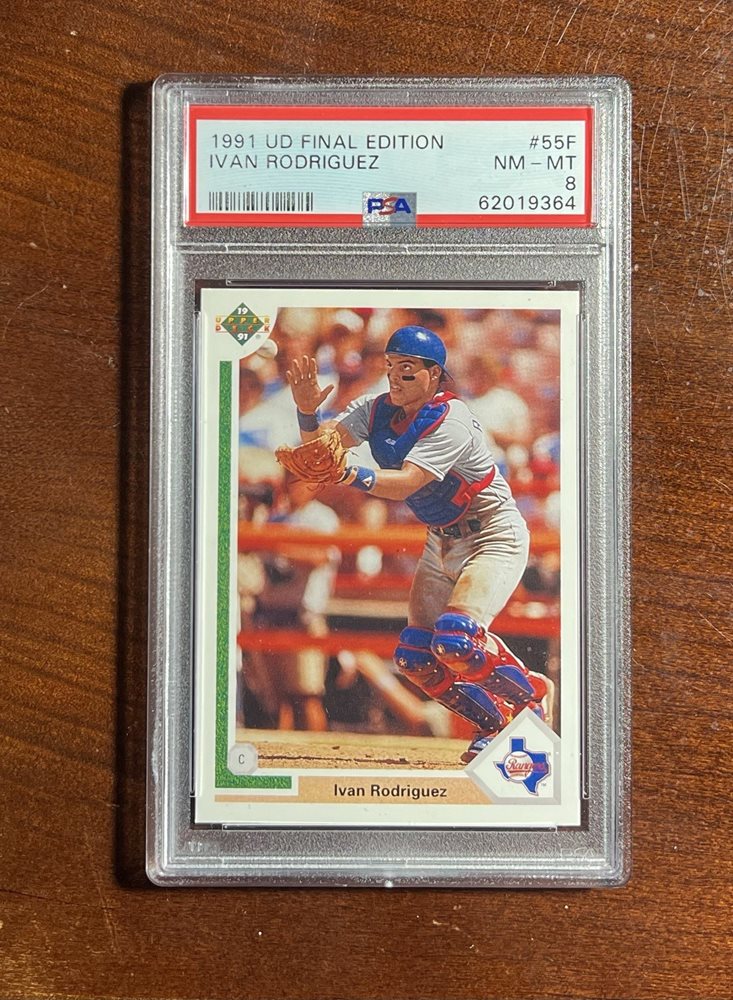 1991 UD FINAL EDITION #55F
IVAN RODRIGUEZ NM - MT
8
PSA 62019364
19
UPPER
DECK
91
C
Rangers
Ivan Rodriguez